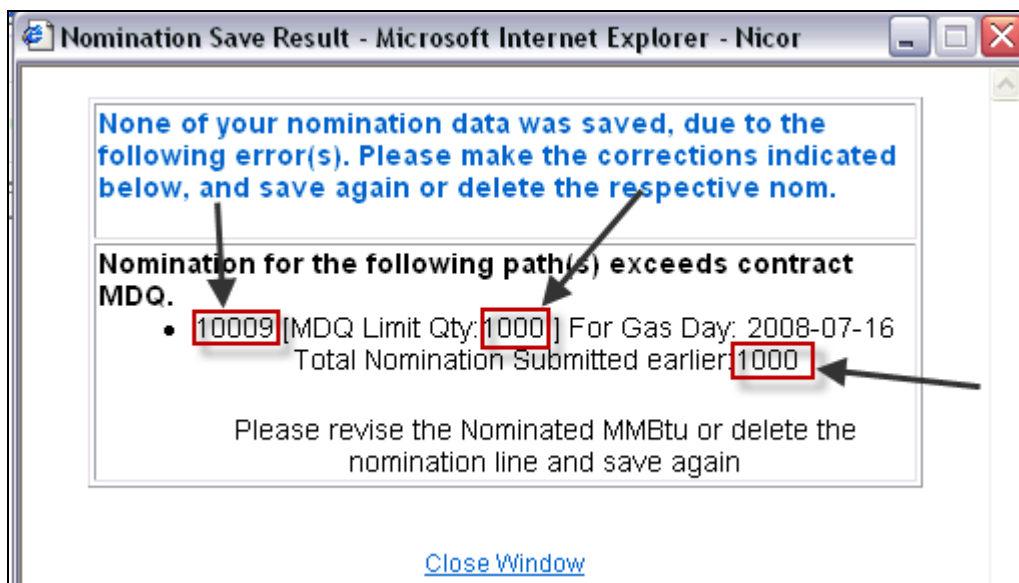 Nomination Save Result - Microsoft Internet Explorer - Nicor
None of your nomination data was saved, due to the
following error(s). Please make the corrections indicated
below, and save again or delete the respective nom.
Nomination for the following path(s) exceeds contract
MDQ.
• 10009 [MDQ Limit Qty:1000 ] For Gas Day: 2008-07-16
Total Nomination Submitted earlier:1000
Please revise the Nominated MMBtu or delete the
nomination line and save again
Close Window